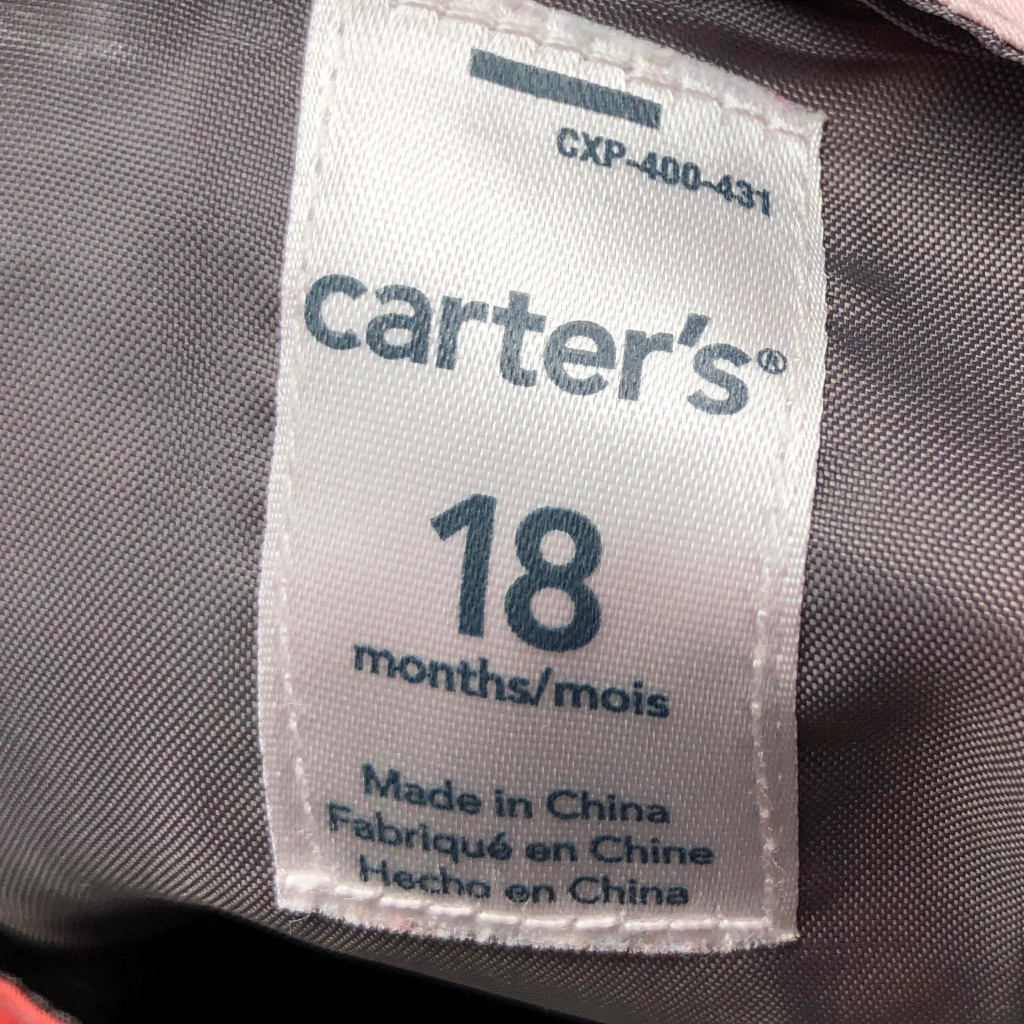 CXP-400-431
carter's®
18
months/mois
Made in China
Fabriqué en Chine
Hecho en China